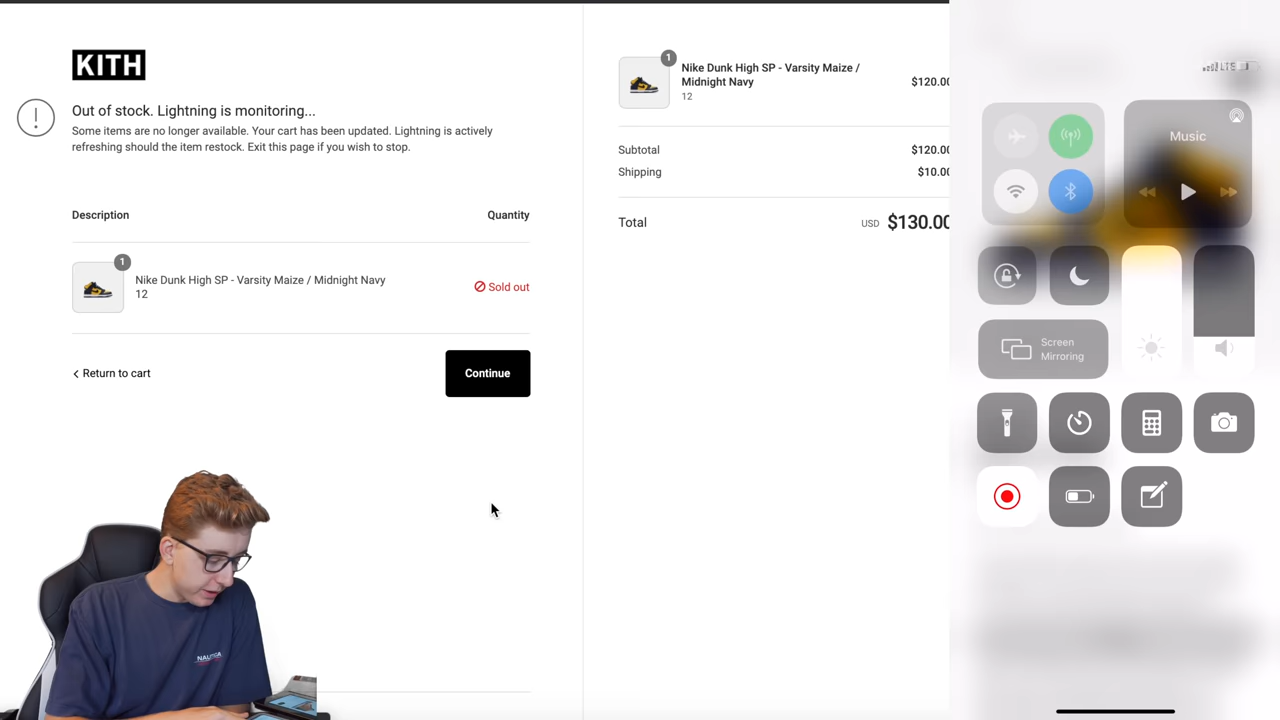 KITH
Out of stock. Lightning is monitoring...
Some items are no longer available. Your cart has been updated. Lightning is actively
refreshing should the item restock. Exit this page if you wish to stop.
Description Quantity
1
Nike Dunk High SP - Varsity Maize / Midnight Navy
12
Sold out
Return to cart
Continue
1
Nike Dunk High SP - Varsity Maize /
Midnight Navy
12
$120.00
Subtotal $120.00
Shipping $10.00
Total USD $130.00
LTE
Music
Screen
Mirroring
NAUTICA